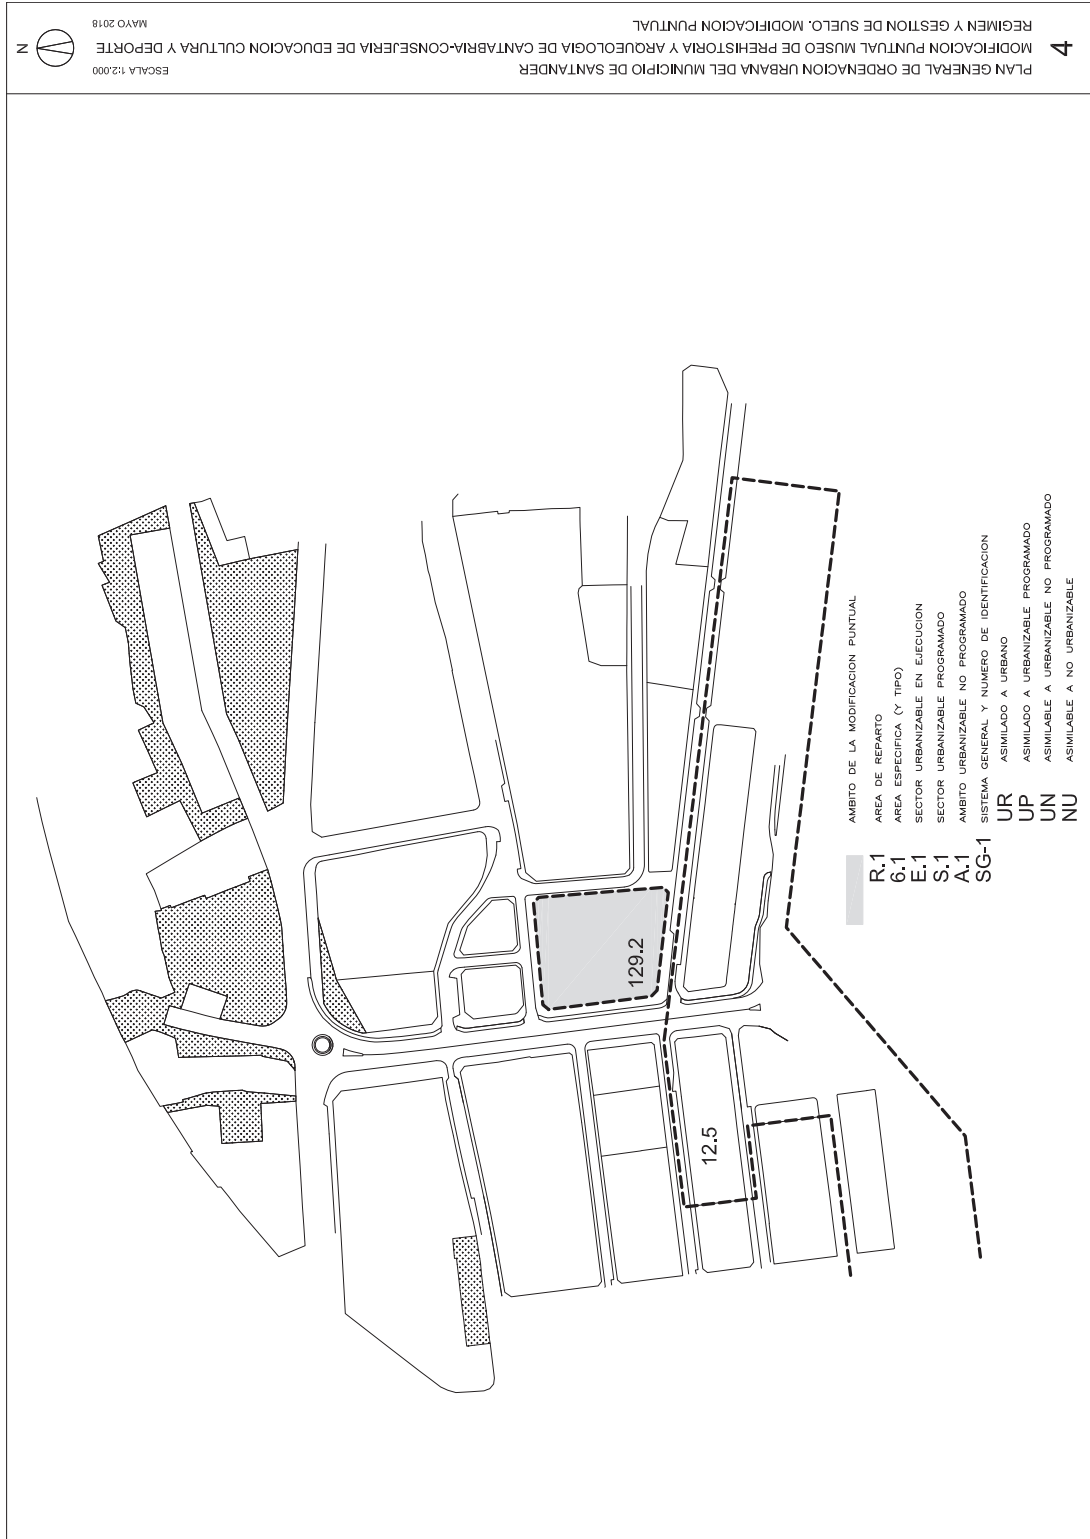 PLAN GENERAL DE ORDENACION URBANA DEL MUNICIPIO DE SANTANDER
MODIFICACION PUNTUAL MUSEO DE PREHISTORIA Y ARQUEOLOGIA DE CANTABRIA-CONSEJERIA DE EDUCACION CULTURA Y DEPORTE
REGIMEN Y GESTION DE SUELO. MODIFICACION PUNTUAL
4
ESCALA 1:2.000
MAYO 2018
N
129.2
12.5
AMBITO DE LA MODIFICACION PUNTUAL
R.1 AREA DE REPARTO
6.1 AREA ESPECIFICA (Y TIPO)
E.1 SECTOR URBANIZABLE EN EJECUCION
S.1 SECTOR URBANIZABLE PROGRAMADO
A.1 AMBITO URBANIZABLE NO PROGRAMADO
SG-1 SISTEMA GENERAL Y NUMERO DE IDENTIFICACION
UR ASIMILADO A URBANO
UP ASIMILADO A URBANIZABLE PROGRAMADO
UN ASIMILABLE A URBANIZABLE NO PROGRAMADO
NU ASIMILABLE A NO URBANIZABLE